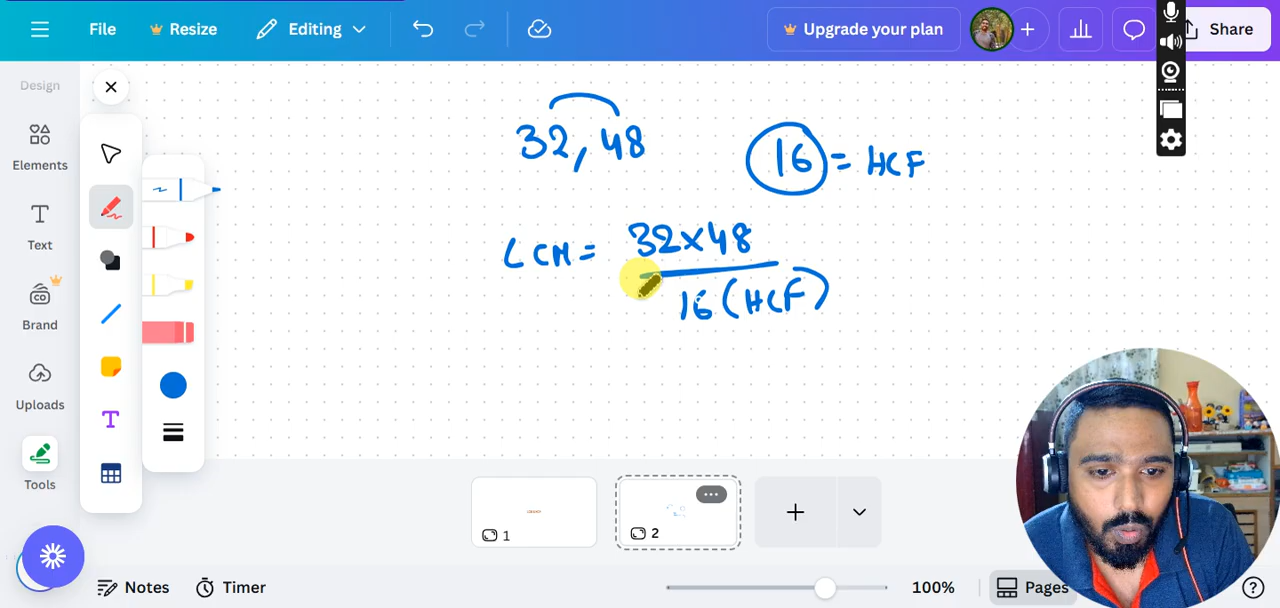 File
Resize
Editing
Upgrade your plan
+
Share
Design
Elements
Text
Brand
Uploads
Tools
T
32, 48
16 = HCF
LCM = 32×48
16 (HCF)
1
2
+
Notes
Timer
100%
Pages
?